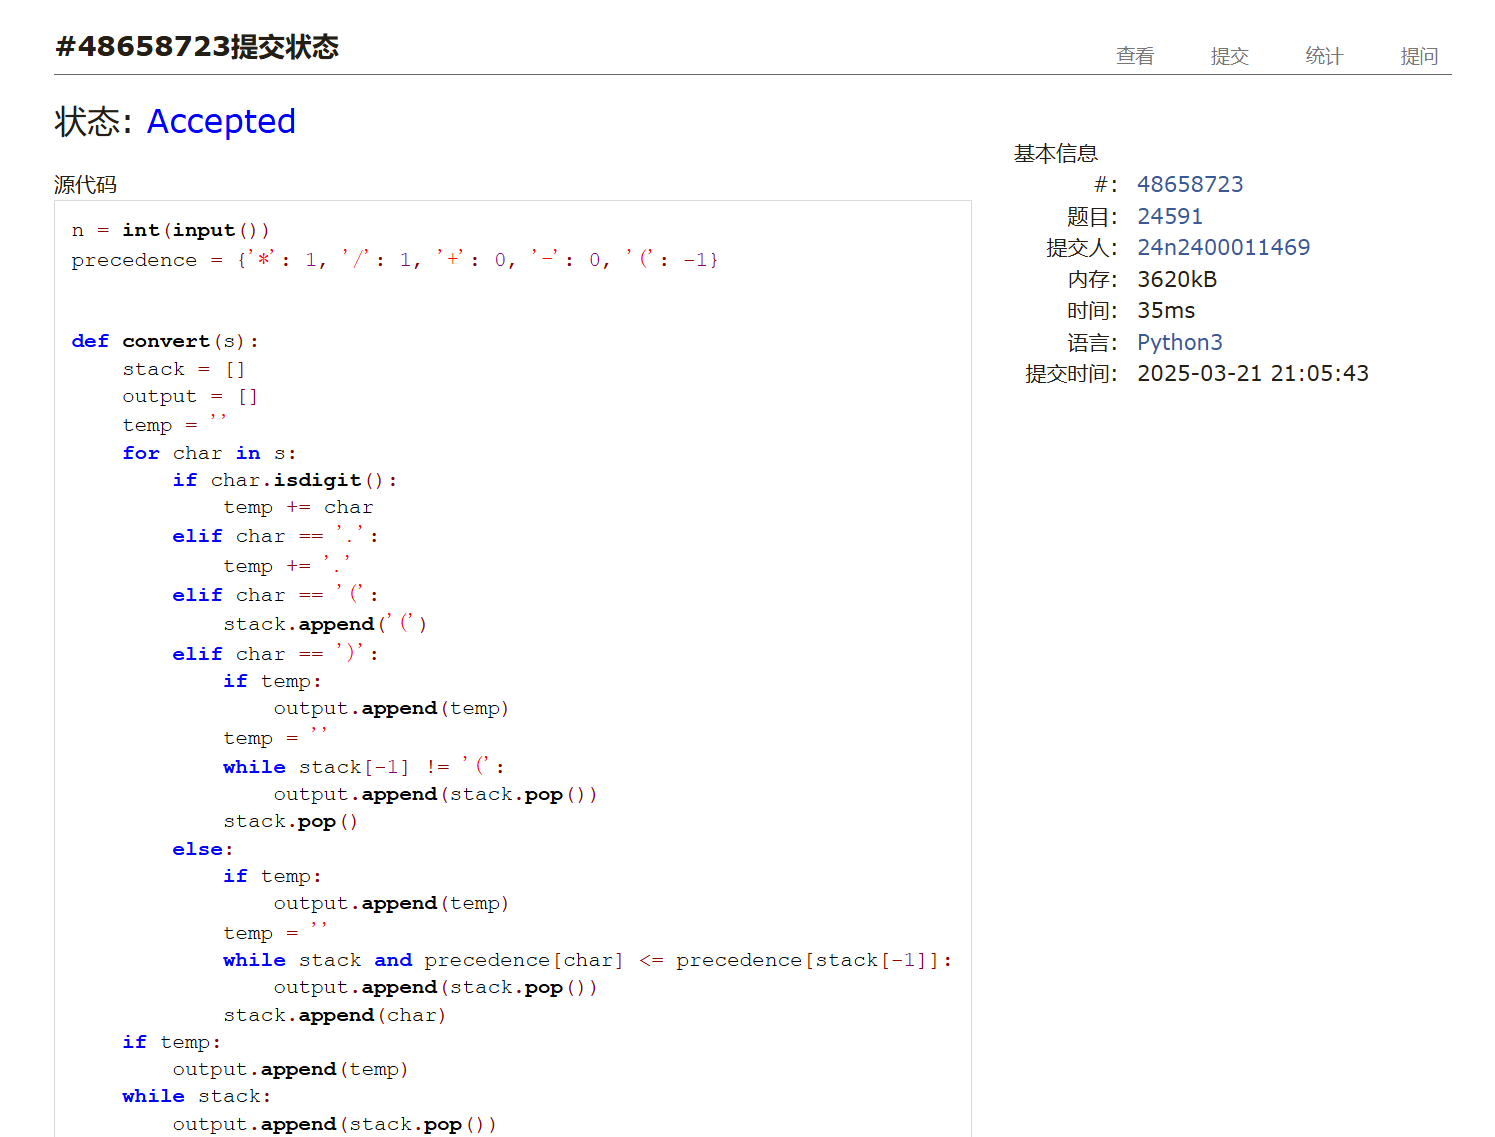 #48658723提交状态
查看 提交 统计 提问
状态: Accepted
源代码
n = int(input())
precedence = {'*': 1, '/': 1, '+': 0, '-': 0, '(': -1}
def convert(s):
    stack = []
    output = []
    temp = ''
    for char in s:
        if char.isdigit():
            temp += char
        elif char == '.':
            temp += '.'
        elif char == '(':
            stack.append('(')
        elif char == ')':
            if temp:
                output.append(temp)
            temp = ''
            while stack[-1] != '(':
                output.append(stack.pop())
            stack.pop()
        else:
            if temp:
                output.append(temp)
            temp = ''
            while stack and precedence[char] <= precedence[stack[-1]]:
                output.append(stack.pop())
            stack.append(char)
    if temp:
        output.append(temp)
    while stack:
        output.append(stack.pop())
基本信息
#: 48658723
题目: 24591
提交人: 24n2400011469
内存: 3620kB
时间: 35ms
语言: Python3
提交时间: 2025-03-21 21:05:43